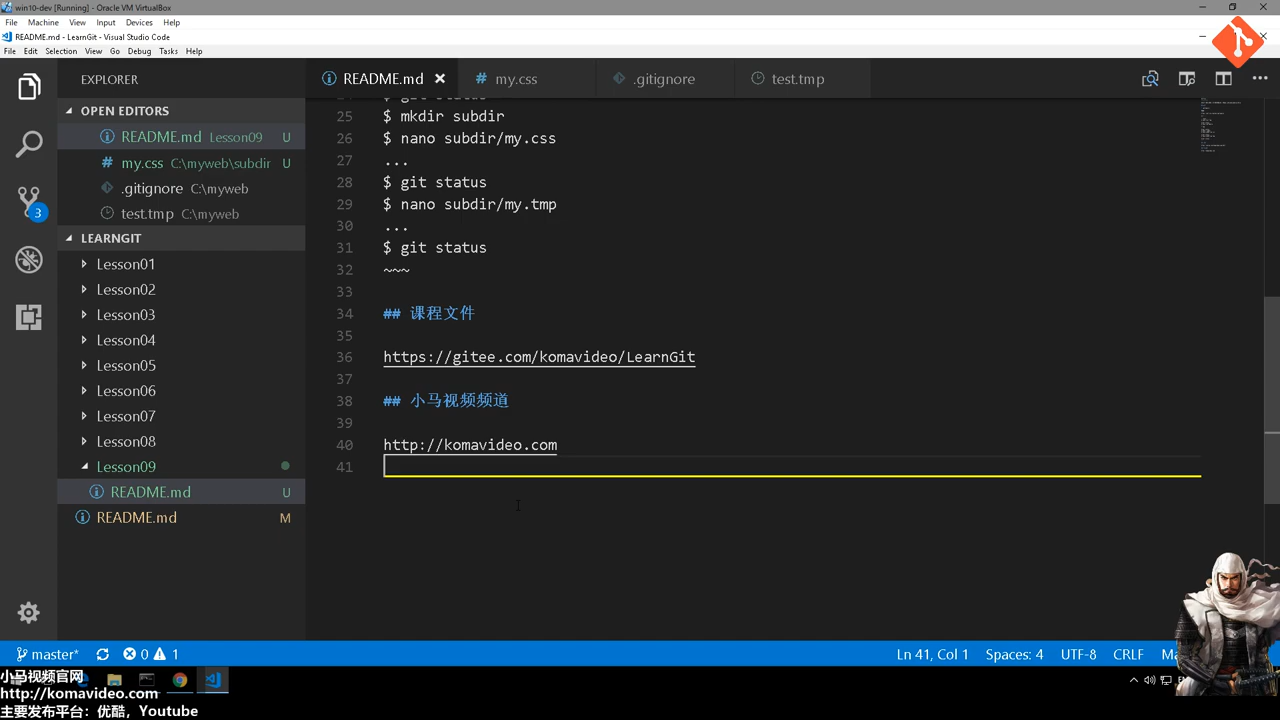 win10-dev [Running] - Oracle VM VirtualBox
File Machine View Input Devices Help
README.md - LearnGit - Visual Studio Code
File Edit Selection View Go Debug Tasks Help
EXPLORER
README.md
my.css
.gitignore
test.tmp
OPEN EDITORS
README.md Lesson09 U
my.css C:\myweb\subdir U
.gitignore C:\myweb
test.tmp C:\myweb
LEARNGIT
Lesson01
Lesson02
Lesson03
Lesson04
Lesson05
Lesson06
Lesson07
Lesson08
Lesson09
README.md U
README.md M
3
25 $ mkdir subdir
26 $ nano subdir/my.css
27 ...
28 $ git status
29 $ nano subdir/my.tmp
30 ...
31 $ git status
32 ~~~
33
34 ## 课程文件
35
36 https://gitee.com/komavideo/LearnGit
37
38 ## 小马视频频道
39
40 http://komavideo.com
41
master* 0 1
Ln 41, Col 1 Spaces: 4 UTF-8 CRLF
小马视频官网
http://komavideo.com
主要发布平台：优酷，Youtube